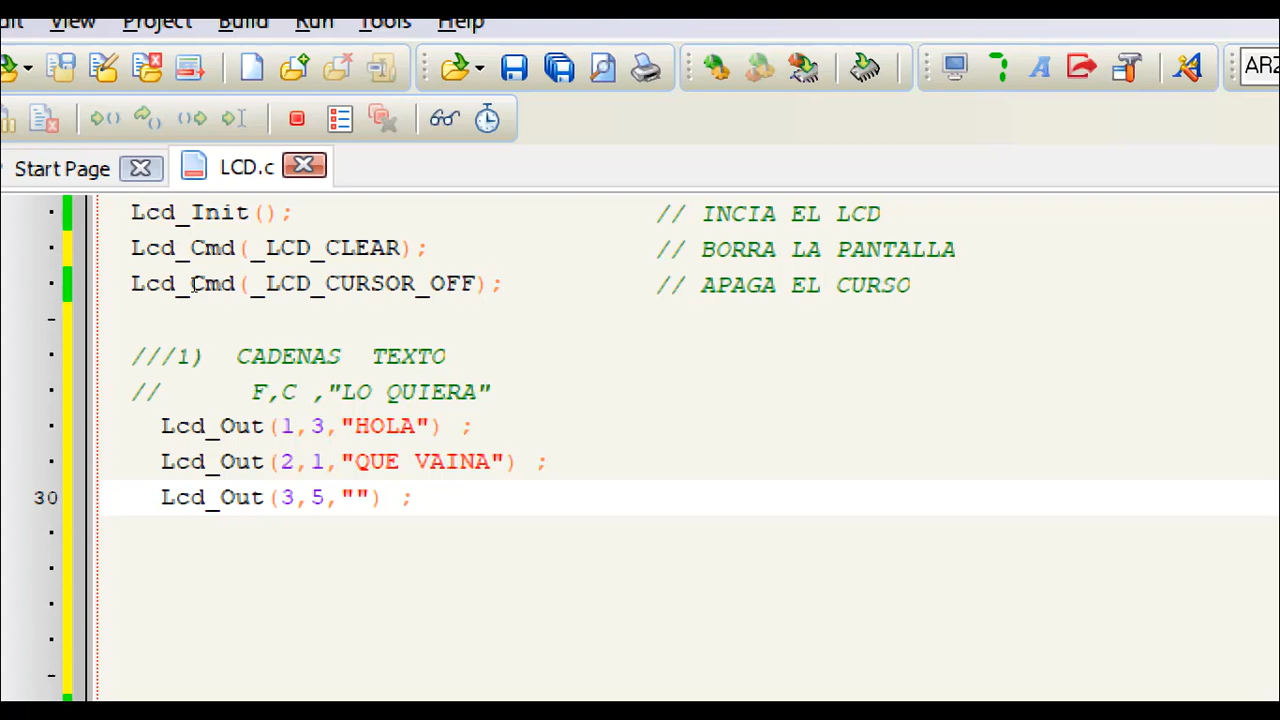 View Project Build Run Tools Help
ARZ
Start Page LCD.c
Lcd_Init(); // INCIA EL LCD
Lcd_Cmd(_LCD_CLEAR); // BORRA LA PANTALLA
Lcd_Cmd(_LCD_CURSOR_OFF); // APAGA EL CURSO
///1) CADENAS TEXTO
// F,C ,"LO QUIERA"
Lcd_Out(1,3,"HOLA") ;
Lcd_Out(2,1,"QUE VAINA") ;
30 Lcd_Out(3,5,"") ;